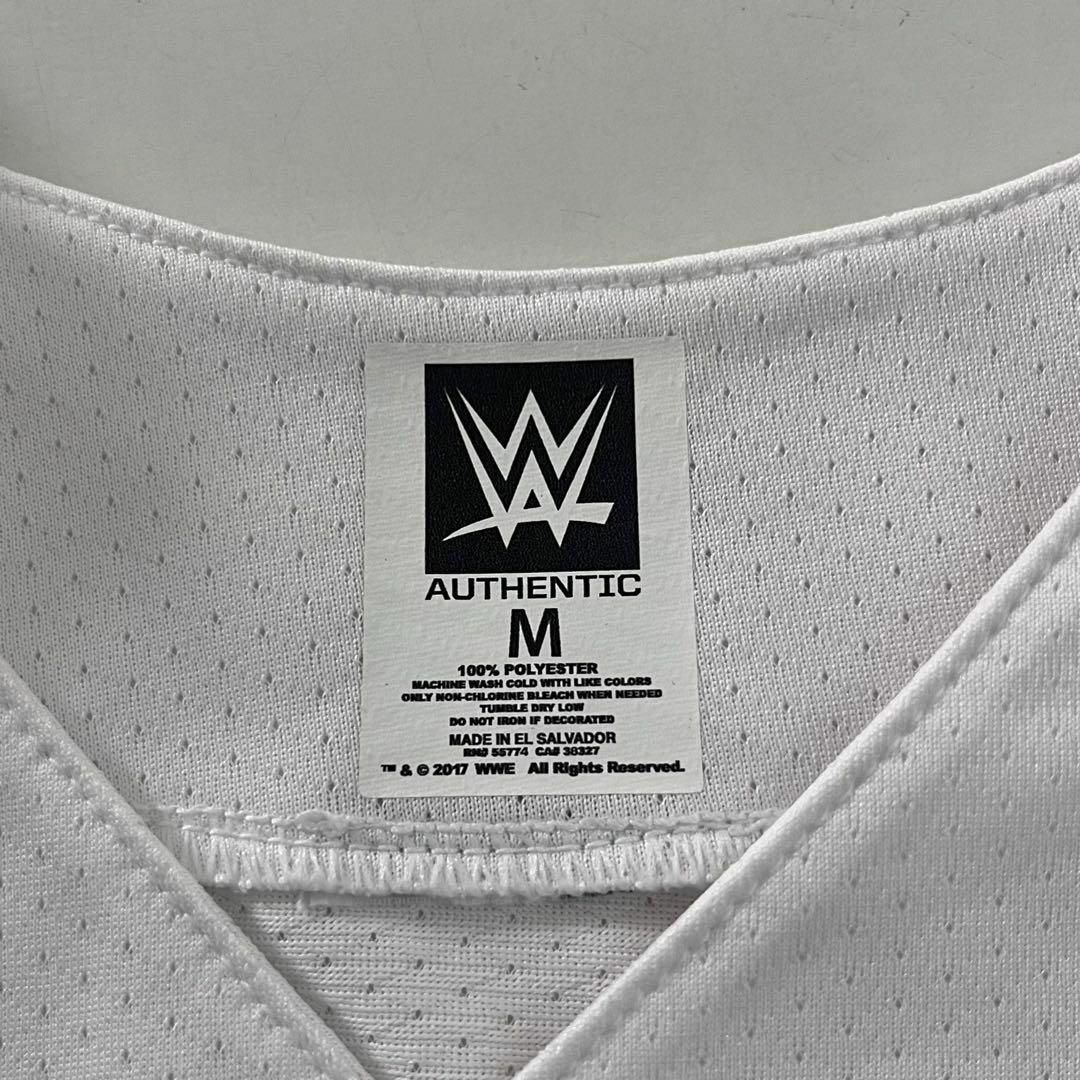 W
AUTHENTIC
M
100% POLYESTER
MACHINE WASH COLD WITH LIKE COLORS
ONLY NON-CHLORINE BLEACH WHEN NEEDED
TUMBLE DRY LOW
DO NOT IRON IF DECORATED
MADE IN EL SALVADOR
RN# 55774 CA# 38327
™ & © 2017 WWE All Rights Reserved.